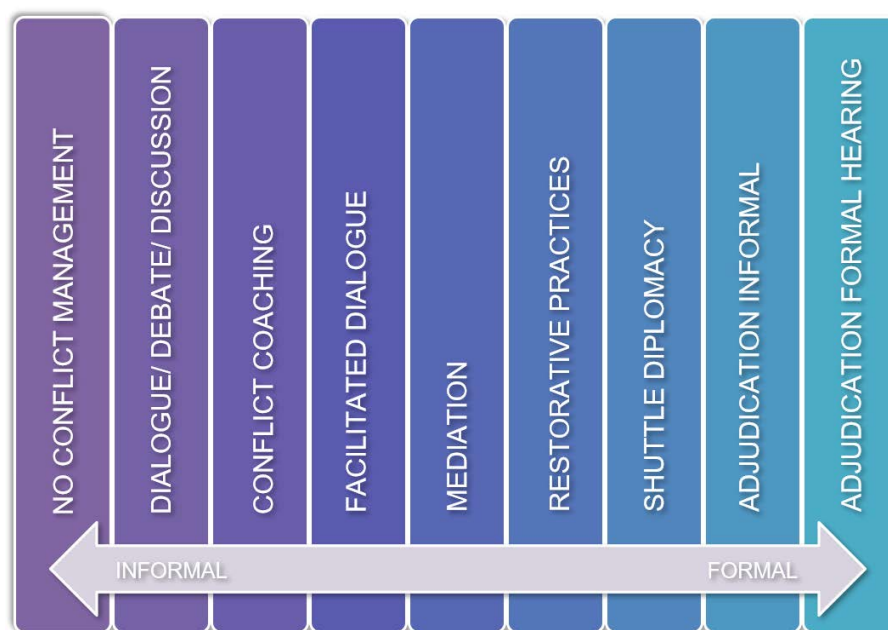 NO CONFLICT MANAGEMENT
DIALOGUE/ DEBATE/ DISCUSSION
CONFLICT COACHING
FACILITATED DIALOGUE
MEDIATION
RESTORATIVE PRACTICES
SHUTTLE DIPLOMACY
ADJUDICATION INFORMAL
ADJUDICATION FORMAL HEARING
INFORMAL
FORMAL